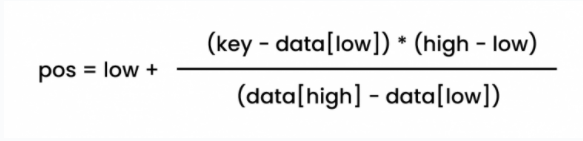 (key - data[low]) * (high - low)
pos = low +
(data[high] - data[low])